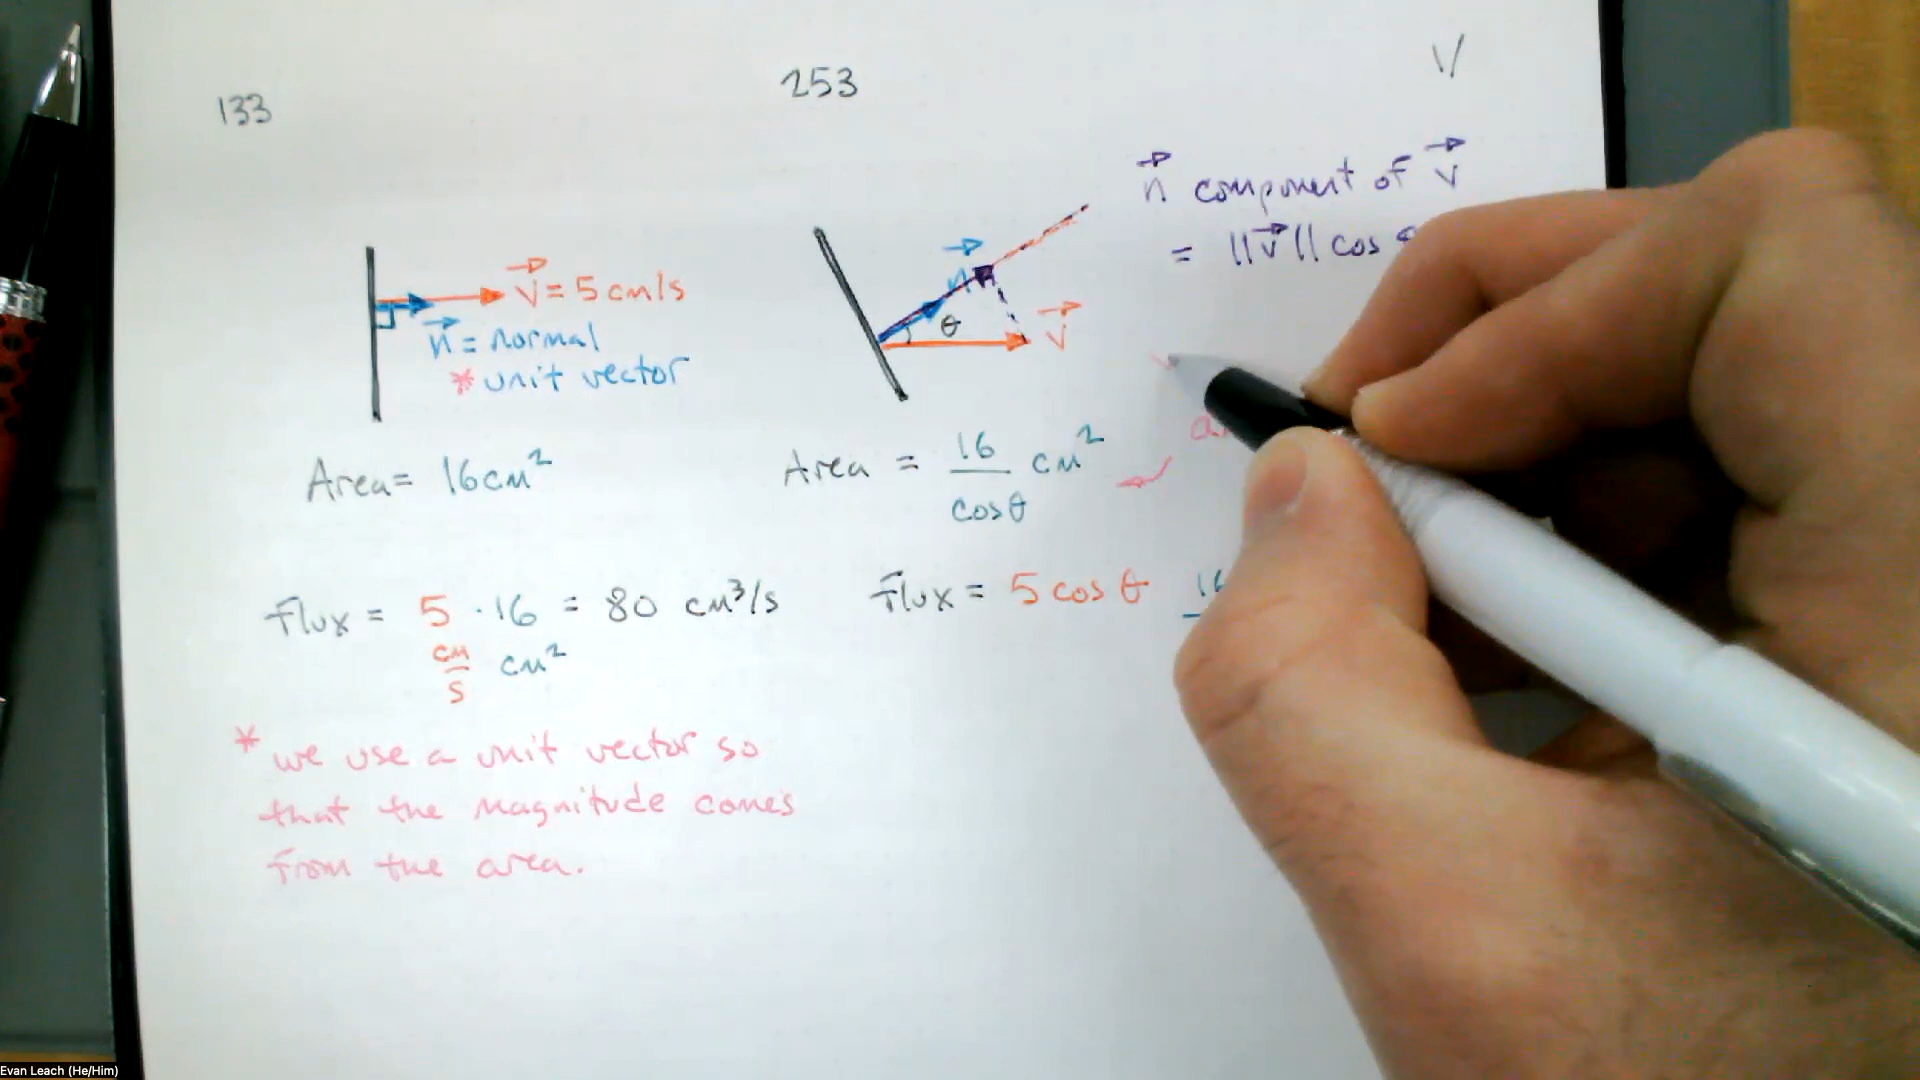 133
253
V
n component of v
= ||v|| cos
v = 5 cm/s
n = normal
* unit vector
n
θ
v
Area = 16cm²
Area = 16/cosθ cm²
Flux = 5 · 16 = 80 cm³/s
cm/s cm²
Flux = 5 cos θ 16
* we use a unit vector so
that the magnitude comes
from the area.
Evan Leach (He/Him)